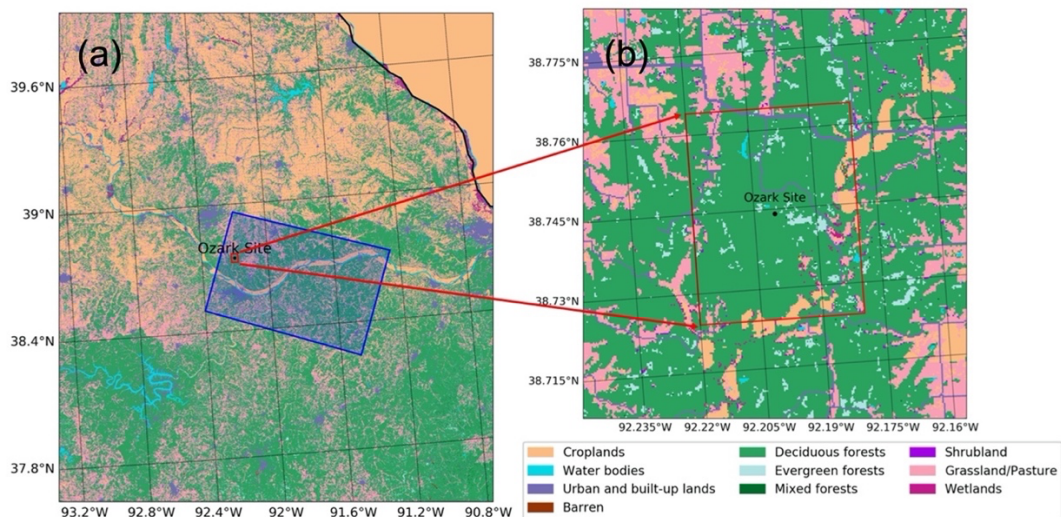 (a)
(b)
39.6°N
39°N
38.4°N
37.8°N
Ozark Site
93.2°W 92.8°W 92.4°W 92°W 91.6°W 91.2°W 90.8°W
38.775°N
38.76°N
38.745°N
38.73°N
38.715°N
Ozark Site
92.235°W 92.22°W 92.205°W 92.19°W 92.175°W 92.16°W
Croplands
Water bodies
Urban and built-up lands
Barren
Deciduous forests
Evergreen forests
Mixed forests
Shrubland
Grassland/Pasture
Wetlands